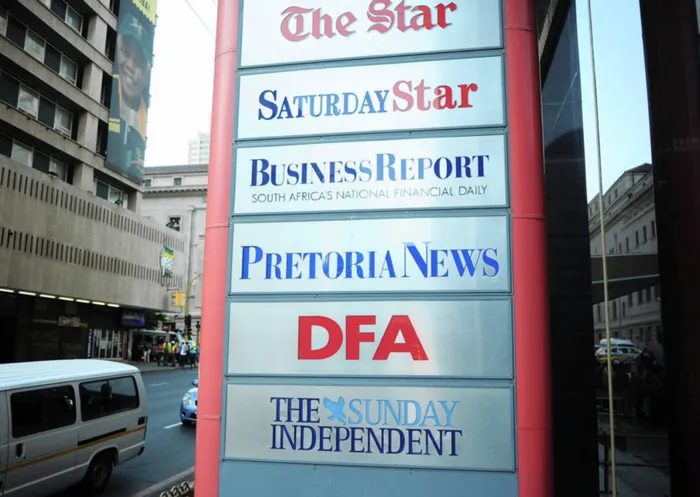 The Star
SATURDAY Star
BUSINESS REPORT
SOUTH AFRICA'S NATIONAL FINANCIAL DAILY
PRETORIA NEWS
DFA
THE SUNDAY
INDEPENDENT